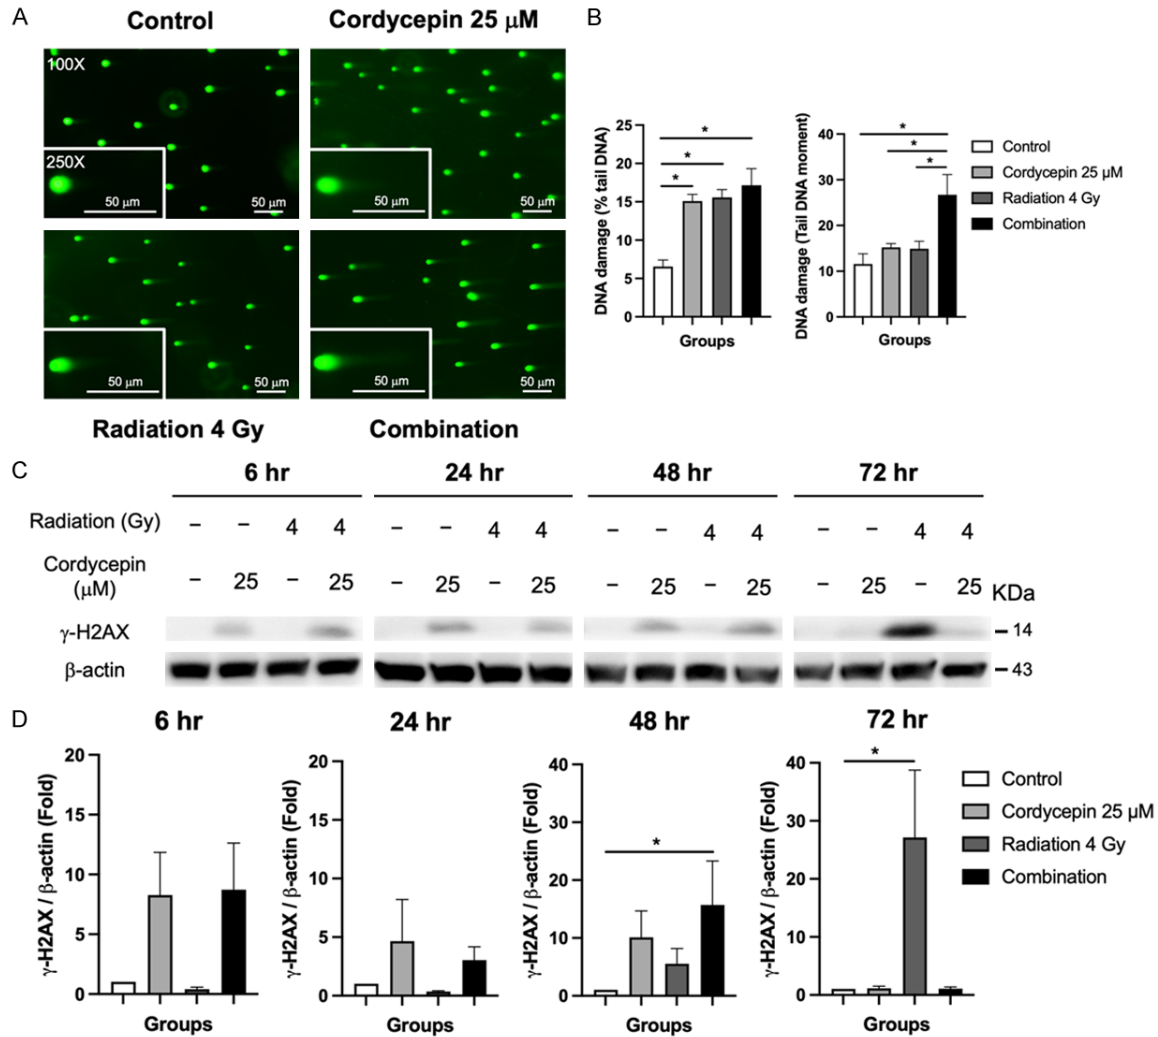 A
Control
Cordycepin 25 μM
100X
250X
50 μm
50 μm
50 μm
50 μm
50 μm
50 μm
50 μm
50 μm
Radiation 4 Gy
Combination
B
DNA damage (% tail DNA)
25
20
15
10
5
0
* * *
Groups
DNA damage (Tail DNA moment)
40
30
20
10
0
* * *
Groups
Control
Cordycepin 25 μM
Radiation 4 Gy
Combination
C
6 hr 24 hr 48 hr 72 hr
Radiation (Gy) – – 4 4 – – 4 4 – – 4 4 – – 4 4
Cordycepin
(μM) – 25 – 25 – 25 – 25 – 25 – 25 – 25 – 25 KDa
γ-H2AX – 14
β-actin – 43
D
6 hr
γ-H2AX / β-actin (Fold)
20
15
10
5
0
Groups
24 hr
γ-H2AX / β-actin (Fold)
20
15
10
5
0
Groups
48 hr
γ-H2AX / β-actin (Fold)
40
30
20
10
0
*
Groups
72 hr
γ-H2AX / β-actin (Fold)
40
30
20
10
0
*
Groups
Control
Cordycepin 25 μM
Radiation 4 Gy
Combination